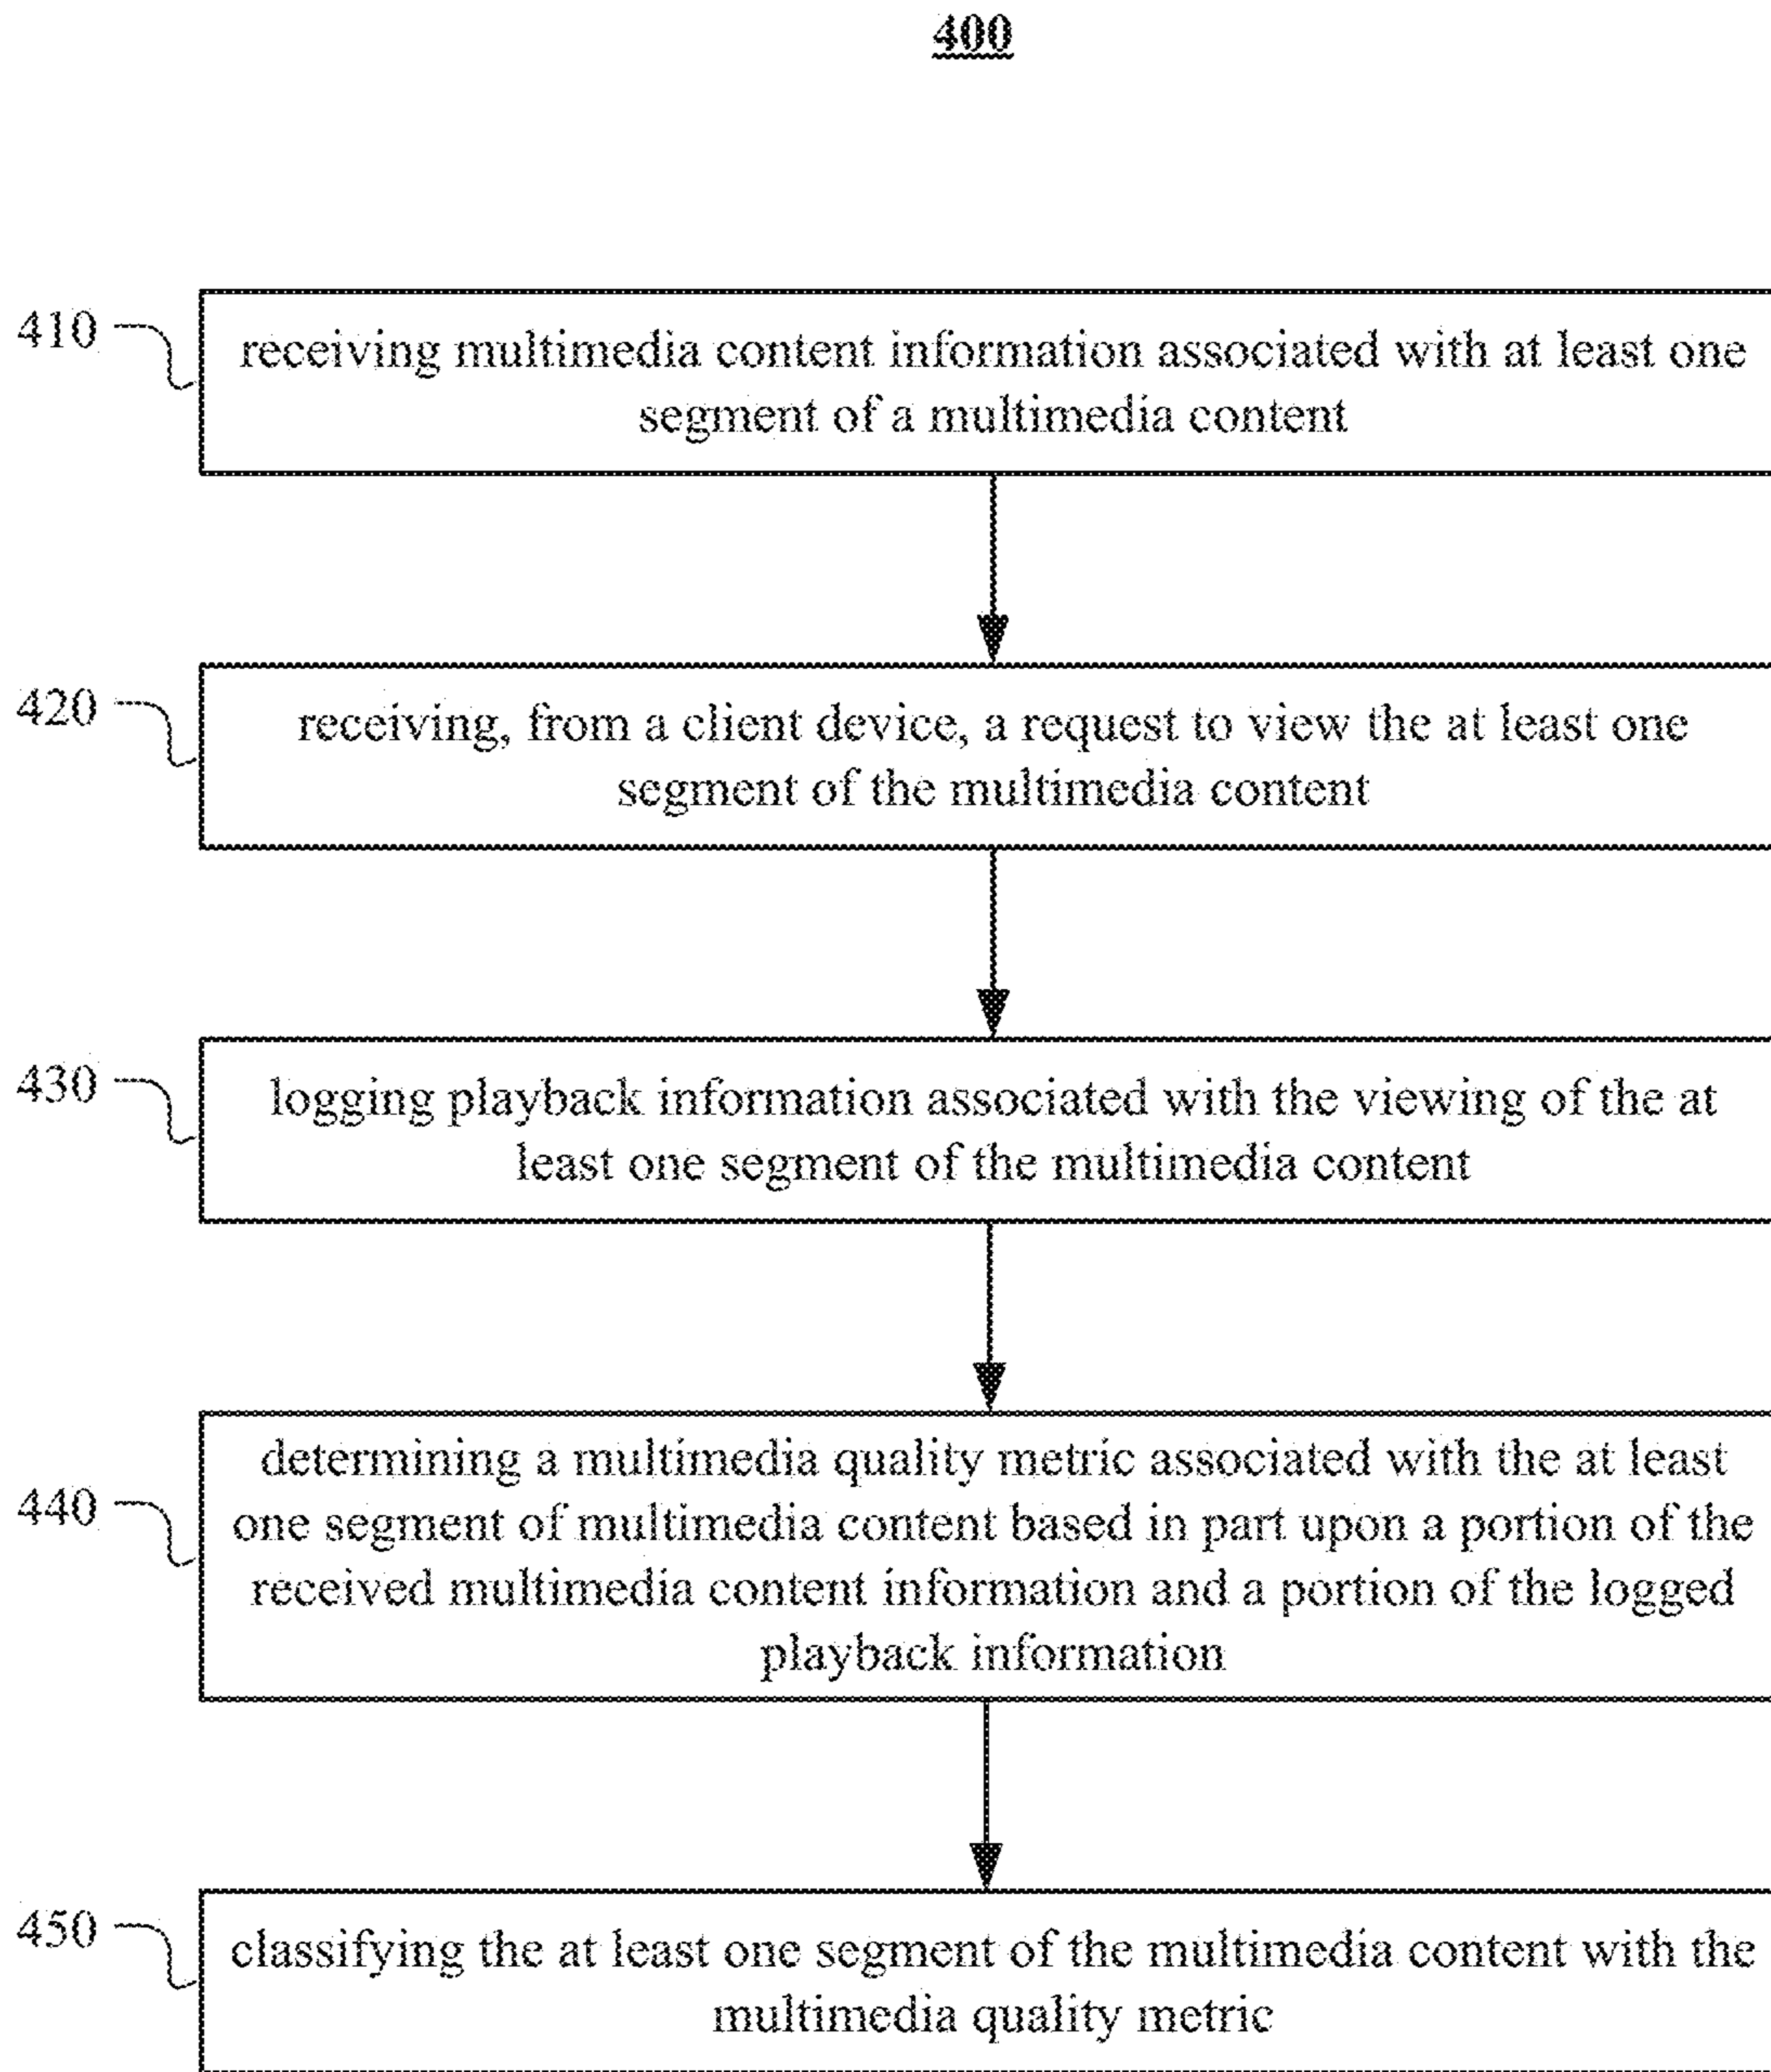 400
410
receiving multimedia content information associated with at least one
segment of a multimedia content
420
receiving, from a client device, a request to view the at least one
segment of the multimedia content
430
logging playback information associated with the viewing of the at
least one segment of the multimedia content
440
determining a multimedia quality metric associated with the at least
one segment of multimedia content based in part upon a portion of the
received multimedia content information and a portion of the logged
playback information
450
classifying the at least one segment of the multimedia content with the
multimedia quality metric